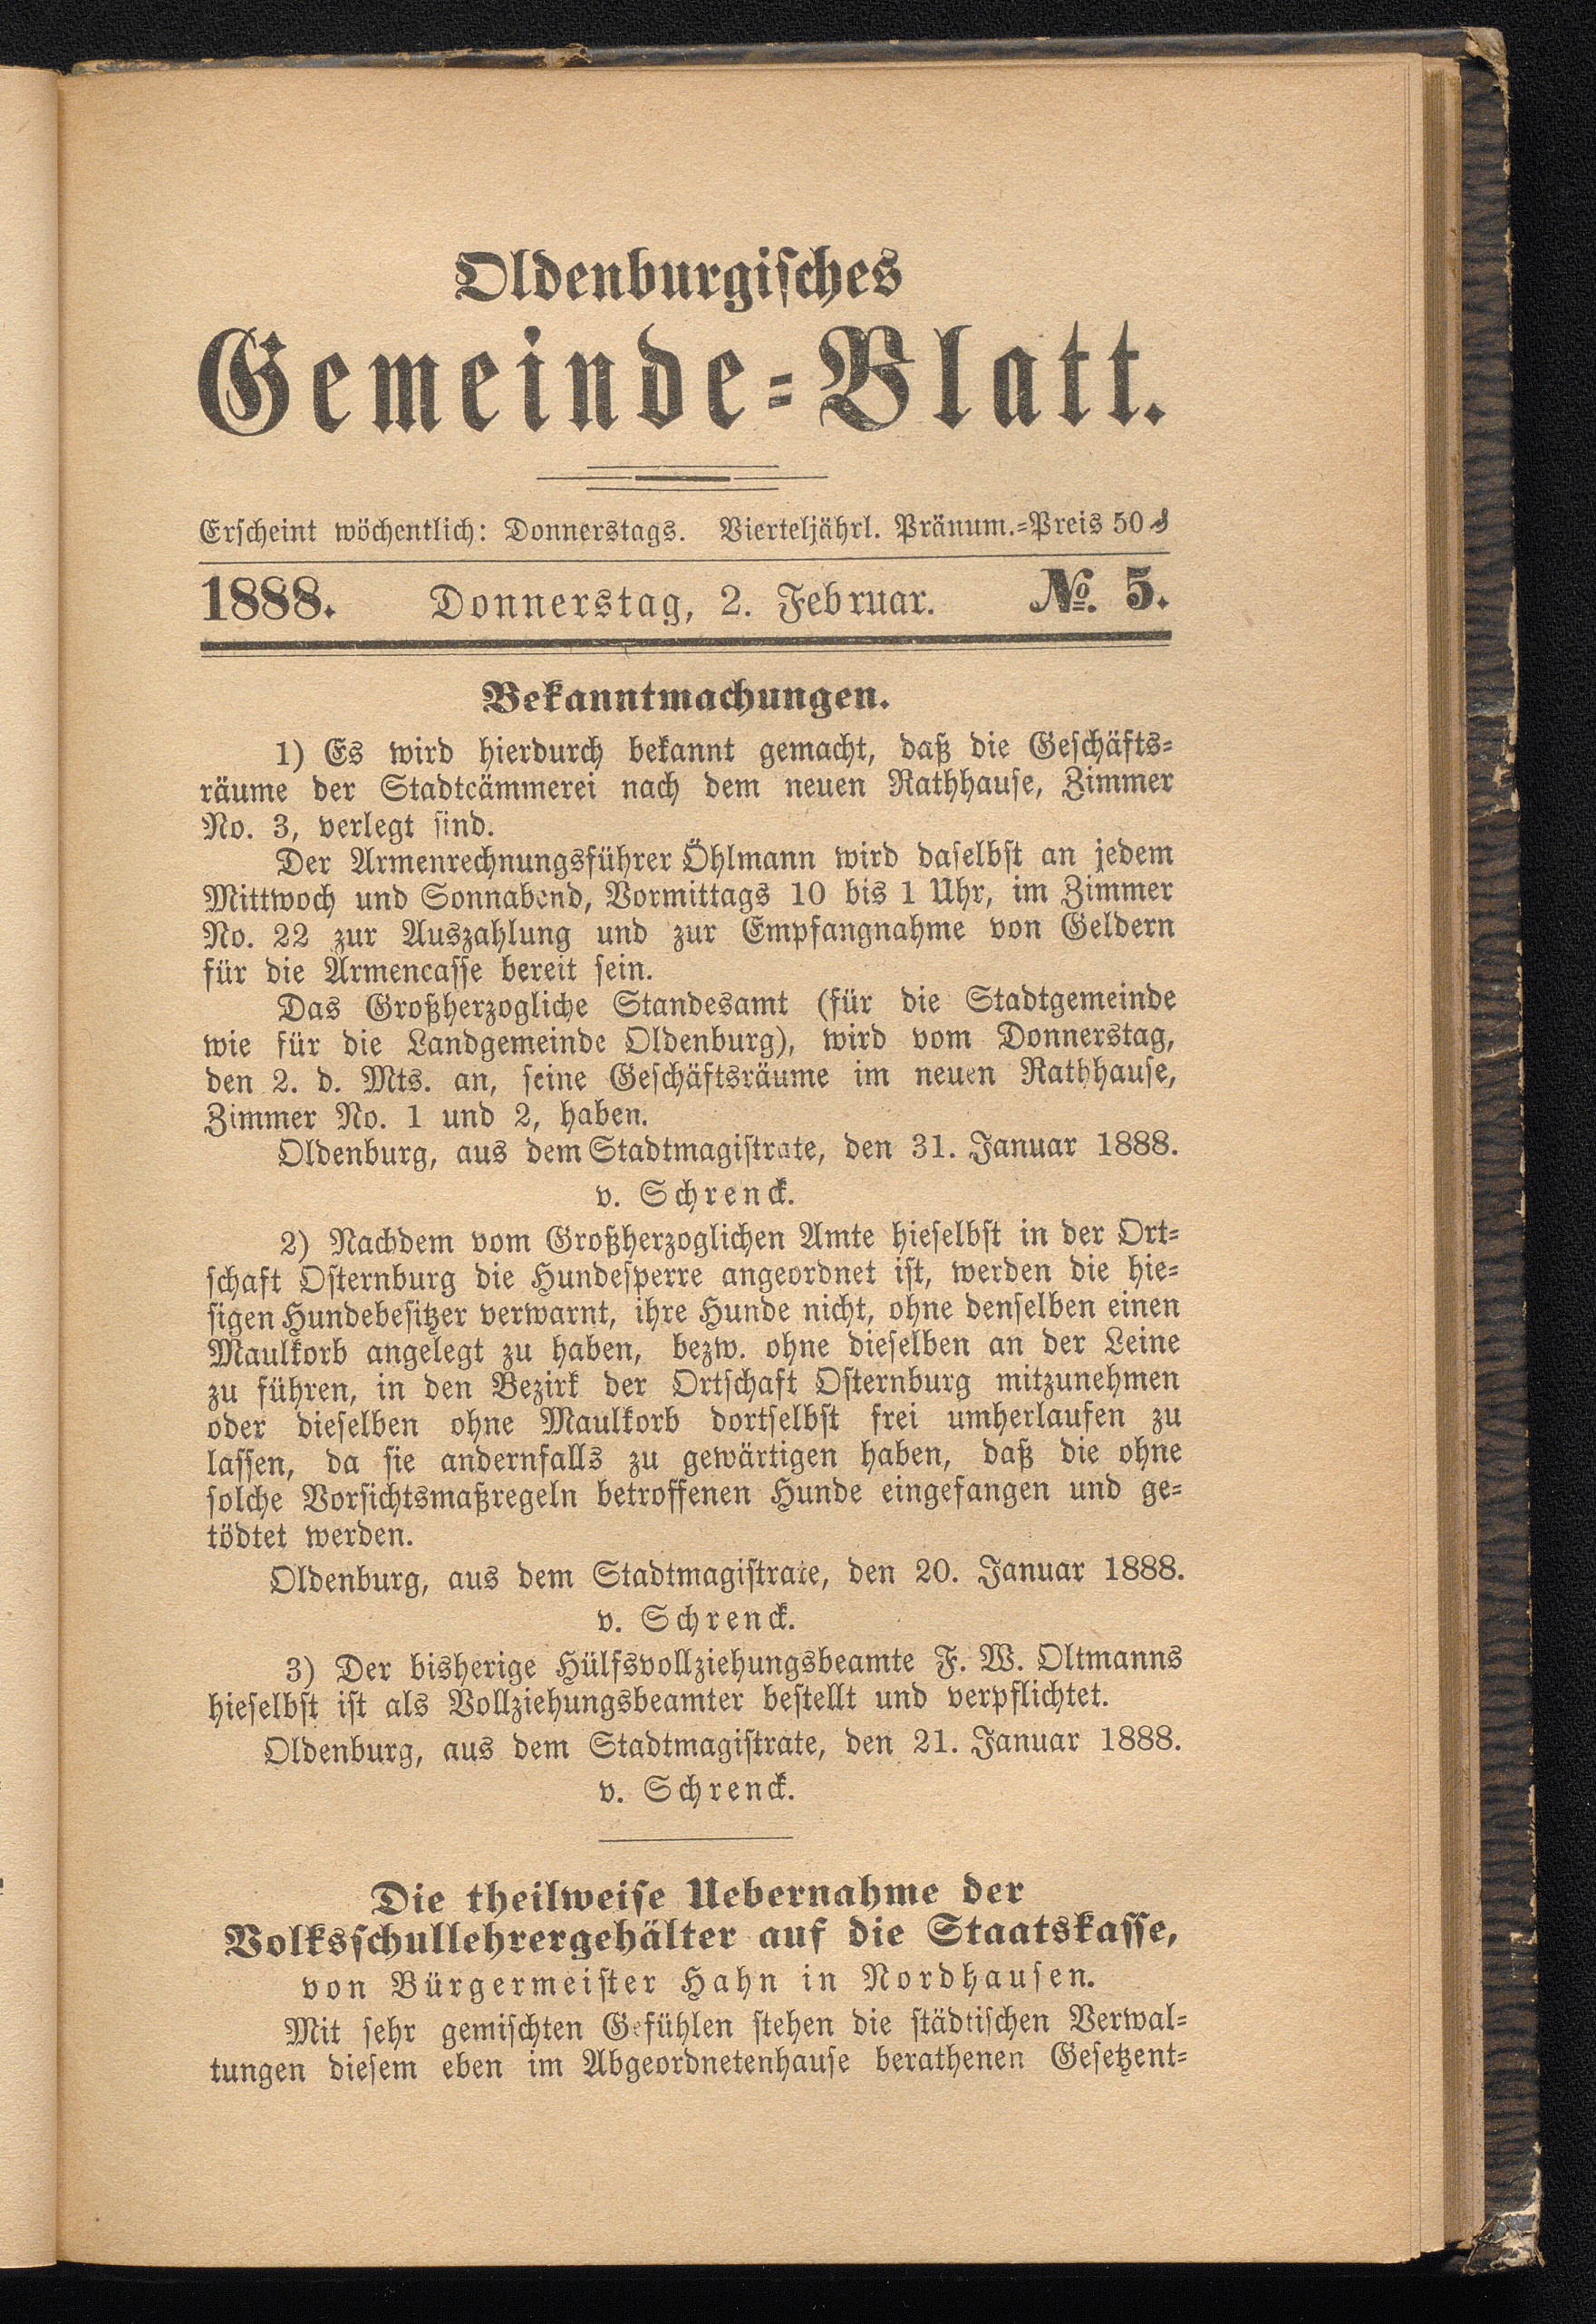 Oldenburgisches
Gemeinde-Blatt.
Erscheint wöchentlich: Donnerstags. Vierteljährl. Pränum.-Preis 50 ₰
1888. Donnerstag, 2. Februar. №. 5.
Bekanntmachungen.
1) Es wird hierdurch bekannt gemacht, daß die Geschäfts-
räume der Stadtcämmerei nach dem neuen Rathhause, Zimmer
No. 3, verlegt sind.
Der Armenrechnungsführer Öhlmann wird daselbst an jedem
Mittwoch und Sonnabend, Vormittags 10 bis 1 Uhr, im Zimmer
No. 22 zur Auszahlung und zur Empfangnahme von Geldern
für die Armencasse bereit sein.
Das Großherzogliche Standesamt (für die Stadtgemeinde
wie für die Landgemeinde Oldenburg), wird vom Donnerstag,
den 2. d. Mts. an, seine Geschäftsräume im neuen Rathhause,
Zimmer No. 1 und 2, haben.
Oldenburg, aus dem Stadtmagistrate, den 31. Januar 1888.
v. Schrenck.
2) Nachdem vom Großherzoglichen Amte hieselbst in der Ort-
schaft Osternburg die Hundesperre angeordnet ist, werden die hie-
sigen Hundebesitzer verwarnt, ihre Hunde nicht, ohne denselben einen
Maulkorb angelegt zu haben, bezw. ohne dieselben an der Leine
zu führen, in den Bezirk der Ortschaft Osternburg mitzunehmen
oder dieselben ohne Maulkorb dortselbst frei umherlaufen zu
lassen, da sie andernfalls zu gewärtigen haben, daß die ohne
solche Vorsichtsmaßregeln betroffenen Hunde eingefangen und ge-
tödtet werden.
Oldenburg, aus dem Stadtmagistrate, den 20. Januar 1888.
v. Schrenck.
3) Der bisherige Hülfsvollziehungsbeamte F. W. Oltmanns
hieselbst ist als Vollziehungsbeamter bestellt und verpflichtet.
Oldenburg, aus dem Stadtmagistrate, den 21. Januar 1888.
v. Schrenck.
Die theilweise Uebernahme der
Volksschullehrergehälter auf die Staatskasse,
von Bürgermeister Hahn in Nordhausen.
Mit sehr gemischten Gefühlen stehen die städtischen Verwal-
tungen diesem eben im Abgeordnetenhause berathenen Gesetzent-